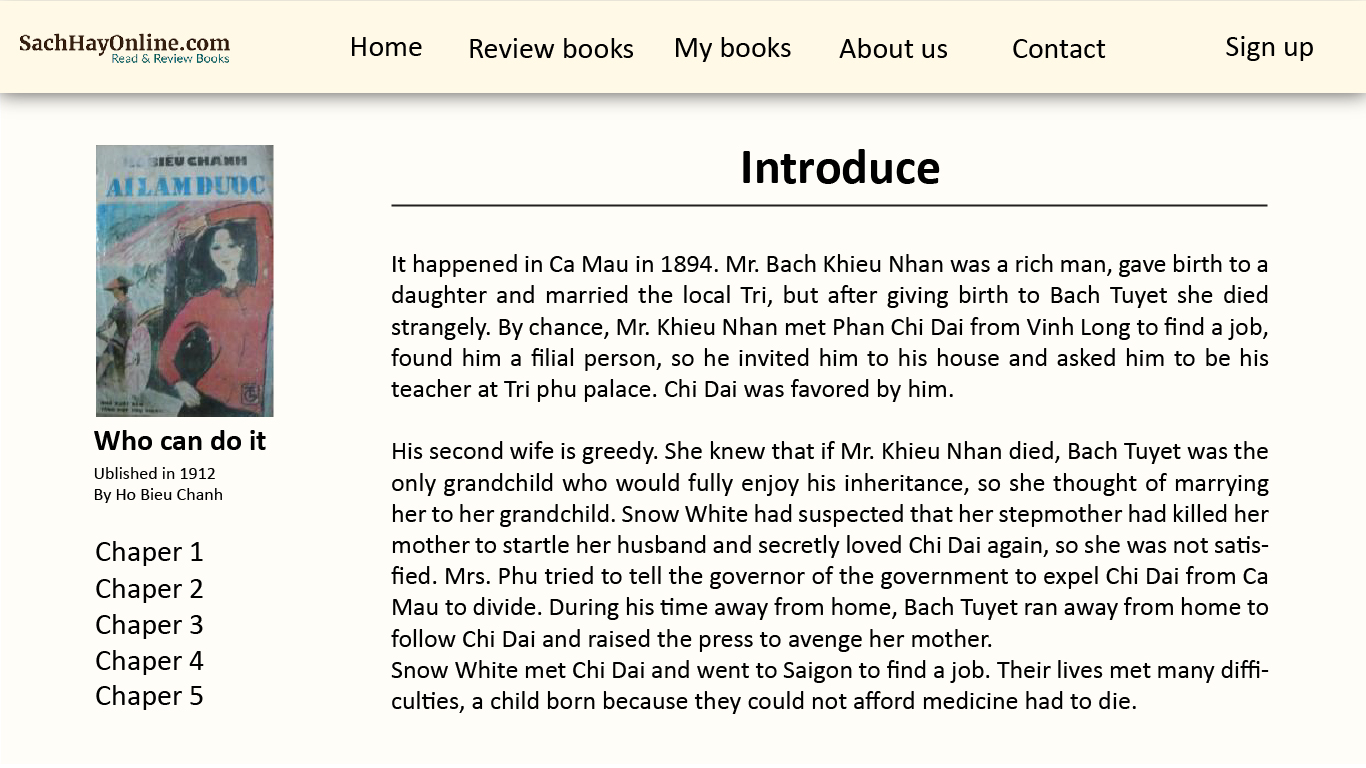 SachHayOnline.com
Read & Review Books
Home Review books My books About us Contact Sign up
BIEU CHANH
AI LAM DUOC
Who can do it
Ublished in 1912
By Ho Bieu Chanh
Chaper 1
Chaper 2
Chaper 3
Chaper 4
Chaper 5
Introduce
It happened in Ca Mau in 1894. Mr. Bach Khieu Nhan was a rich man, gave birth to a
daughter and married the local Tri, but after giving birth to Bach Tuyet she died
strangely. By chance, Mr. Khieu Nhan met Phan Chi Dai from Vinh Long to find a job,
found him a filial person, so he invited him to his house and asked him to be his
teacher at Tri phu palace. Chi Dai was favored by him.
His second wife is greedy. She knew that if Mr. Khieu Nhan died, Bach Tuyet was the
only grandchild who would fully enjoy his inheritance, so she thought of marrying
her to her grandchild. Snow White had suspected that her stepmother had killed her
mother to startle her husband and secretly loved Chi Dai again, so she was not satis-
fied. Mrs. Phu tried to tell the governor of the government to expel Chi Dai from Ca
Mau to divide. During his time away from home, Bach Tuyet ran away from home to
follow Chi Dai and raised the press to avenge her mother.
Snow White met Chi Dai and went to Saigon to find a job. Their lives met many diffi-
culties, a child born because they could not afford medicine had to die.